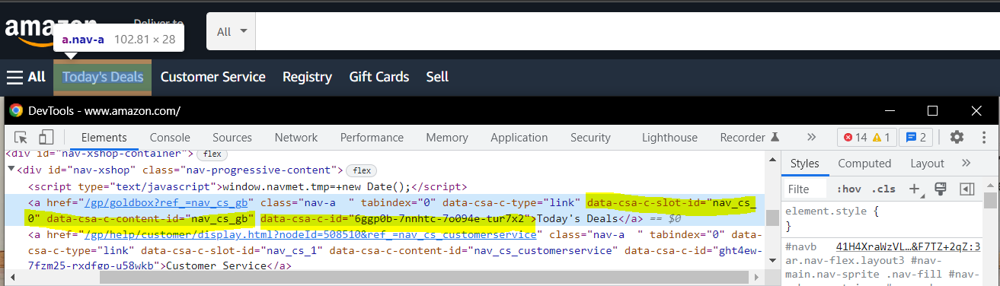 amazon
Deliver to
a.nav-a 102.81 × 28
All
All Today's Deals Customer Service Registry Gift Cards Sell
DevTools - www.amazon.com/
Elements Console Sources Network Performance Memory Application Security Lighthouse Recorder » 14 1 2
<div id="nav-xshop-container"> flex
<div id="nav-xshop" class="nav-progressive-content"> flex
<script type="text/javascript">window.navmet.tmp=+new Date();</script>
<a href="/gp/goldbox?ref_=nav_cs_gb" class="nav-a  " tabindex="0" data-csa-c-type="link" data-csa-c-slot-id="nav_cs_
0" data-csa-c-content-id="nav_cs_gb" data-csa-c-id="6ggp0b-7nnhtc-7o094e-tur7x2">Today's Deals</a> == $0
<a href="/gp/help/customer/display.html?nodeId=508510&ref_=nav_cs_customerservice" class="nav-a  " tabindex="0" data-
csa-c-type="link" data-csa-c-slot-id="nav_cs_1" data-csa-c-content-id="nav_cs_customerservice" data-csa-c-id="ght4ew-
7fzm25-rxdfgp-u58wkb">Customer Service</a>
Styles Computed Layout »
Filte :hov .cls +
element.style {
}
#navb 41H4XraWzVL…&F7TZ+2qZ:3
ar.nav-flex.layout3 #nav-
main.nav-sprite .nav-fill #nav-